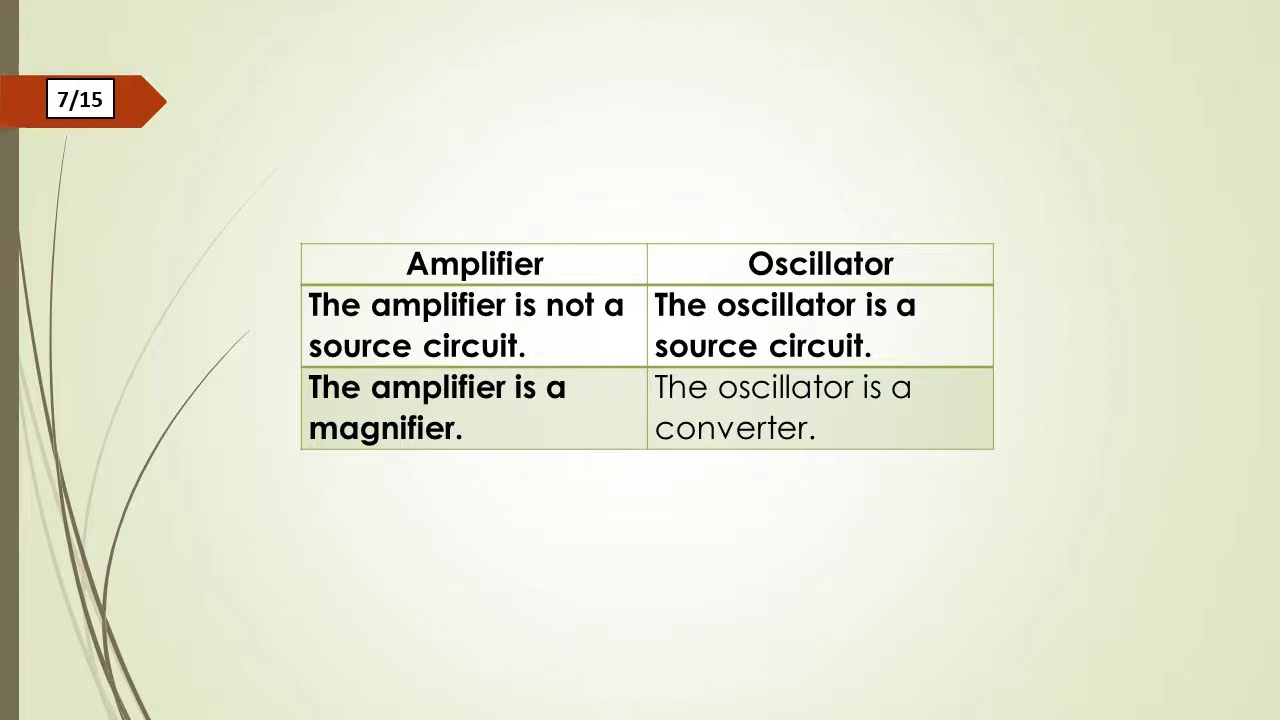 7/15
Amplifier
Oscillator
The amplifier is not a
source circuit.
The oscillator is a
source circuit.
The amplifier is a
magnifier.
The oscillator is a
converter.